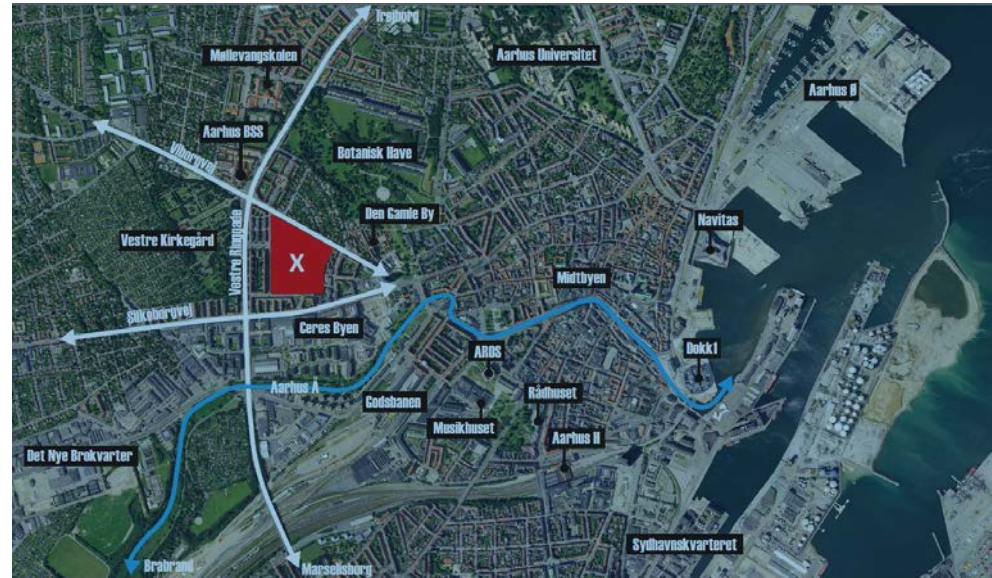 Trøjborg
Møllevangskolen
Aarhus Universitet
Aarhus Ø
Aarhus BSS
Viborgvej
Botanisk Have
Den Gamle By
Navitas
Vestre Kirkegård
Vestre Ringgade
X
Midtbyen
Silkeborgvej
Ceres Byen
AROS
Dokk1
Aarhus Å
Godsbanen
Rådhuset
Musikhuset
Aarhus H
Det Nye Brokvarter
Sydhavnskvarteret
Brabrand
Marselisborg